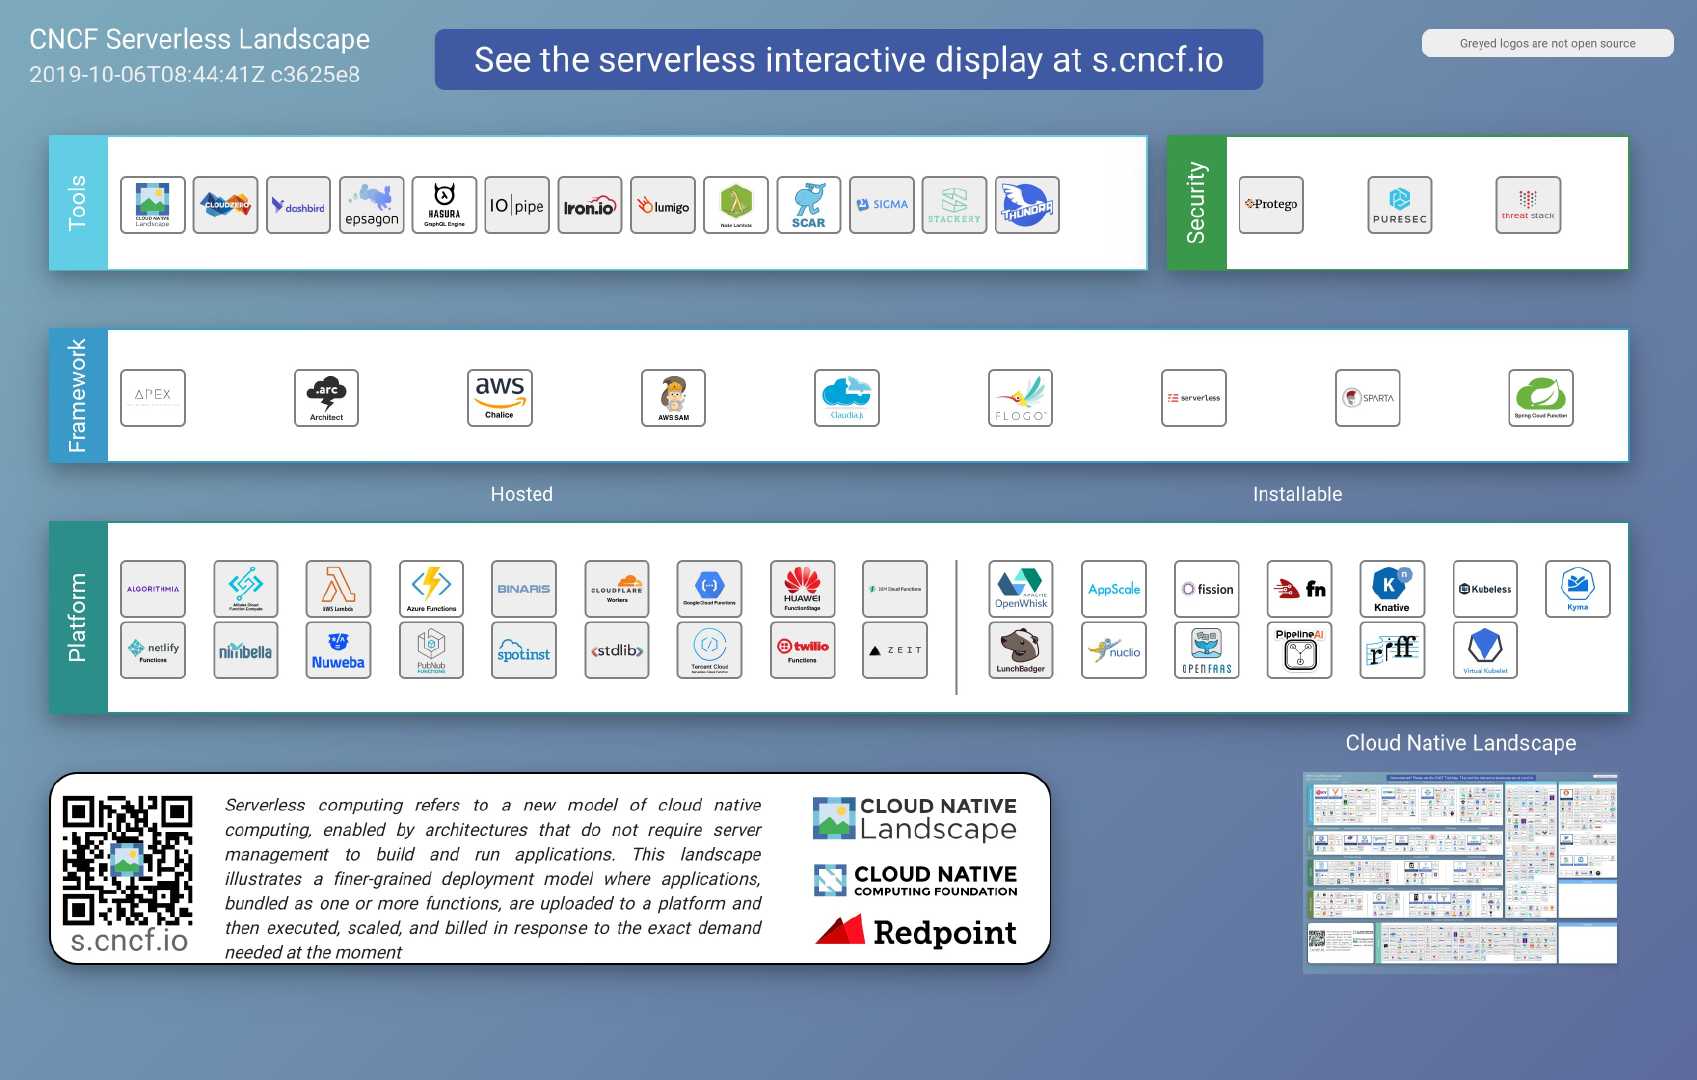 CNCF Serverless Landscape
2019-10-06T08:44:41Z c3625e8
See the serverless interactive display at s.cncf.io
Greyed logos are not open source
Tools
CLOUD NATIVE
Landscape
CLOUDZERO
dashbird
epsagon
HASURA
GraphQL Engine
IO|pipe
Iron.io
lumigo
Node Lambda
SCAR
SIGMA
STACKERY
THUNDRA
Security
Protego
PURESEC
threat stack
Framework
APEX
.arc
Architect
aws
Chalice
AWS SAM
Claudia.js
FLOGO
serverless
SPARTA
Spring Cloud Function
Hosted
Installable
Platform
ALGORITHMIA
Alibaba Cloud
Function Compute
AWS Lambda
Azure Functions
BINARIS
CLOUDFLARE
Workers
Google Cloud Functions
HUAWEI
FunctionStage
IBM Cloud Functions
APACHE
OpenWhisk
AppScale
fission
fn
K
n
Knative
Kubeless
Kyma
netlify
Functions
nimbella
Nuweba
PubNub
FUNCTIONS
spotinst
<stdlib>
Tencent Cloud
Serverless Cloud Function
twilio
Functions
ZEIT
LunchBadger
nuclio
OPENFAAS
PipelineAI
riff
Virtual Kubelet
Cloud Native Landscape
s.cncf.io
Serverless computing refers to a new model of cloud native
computing, enabled by architectures that do not require server
management to build and run applications. This landscape
illustrates a finer-grained deployment model where applications,
bundled as one or more functions, are uploaded to a platform and
then executed, scaled, and billed in response to the exact demand
needed at the moment
CLOUD NATIVE
Landscape
CLOUD NATIVE
COMPUTING FOUNDATION
Redpoint